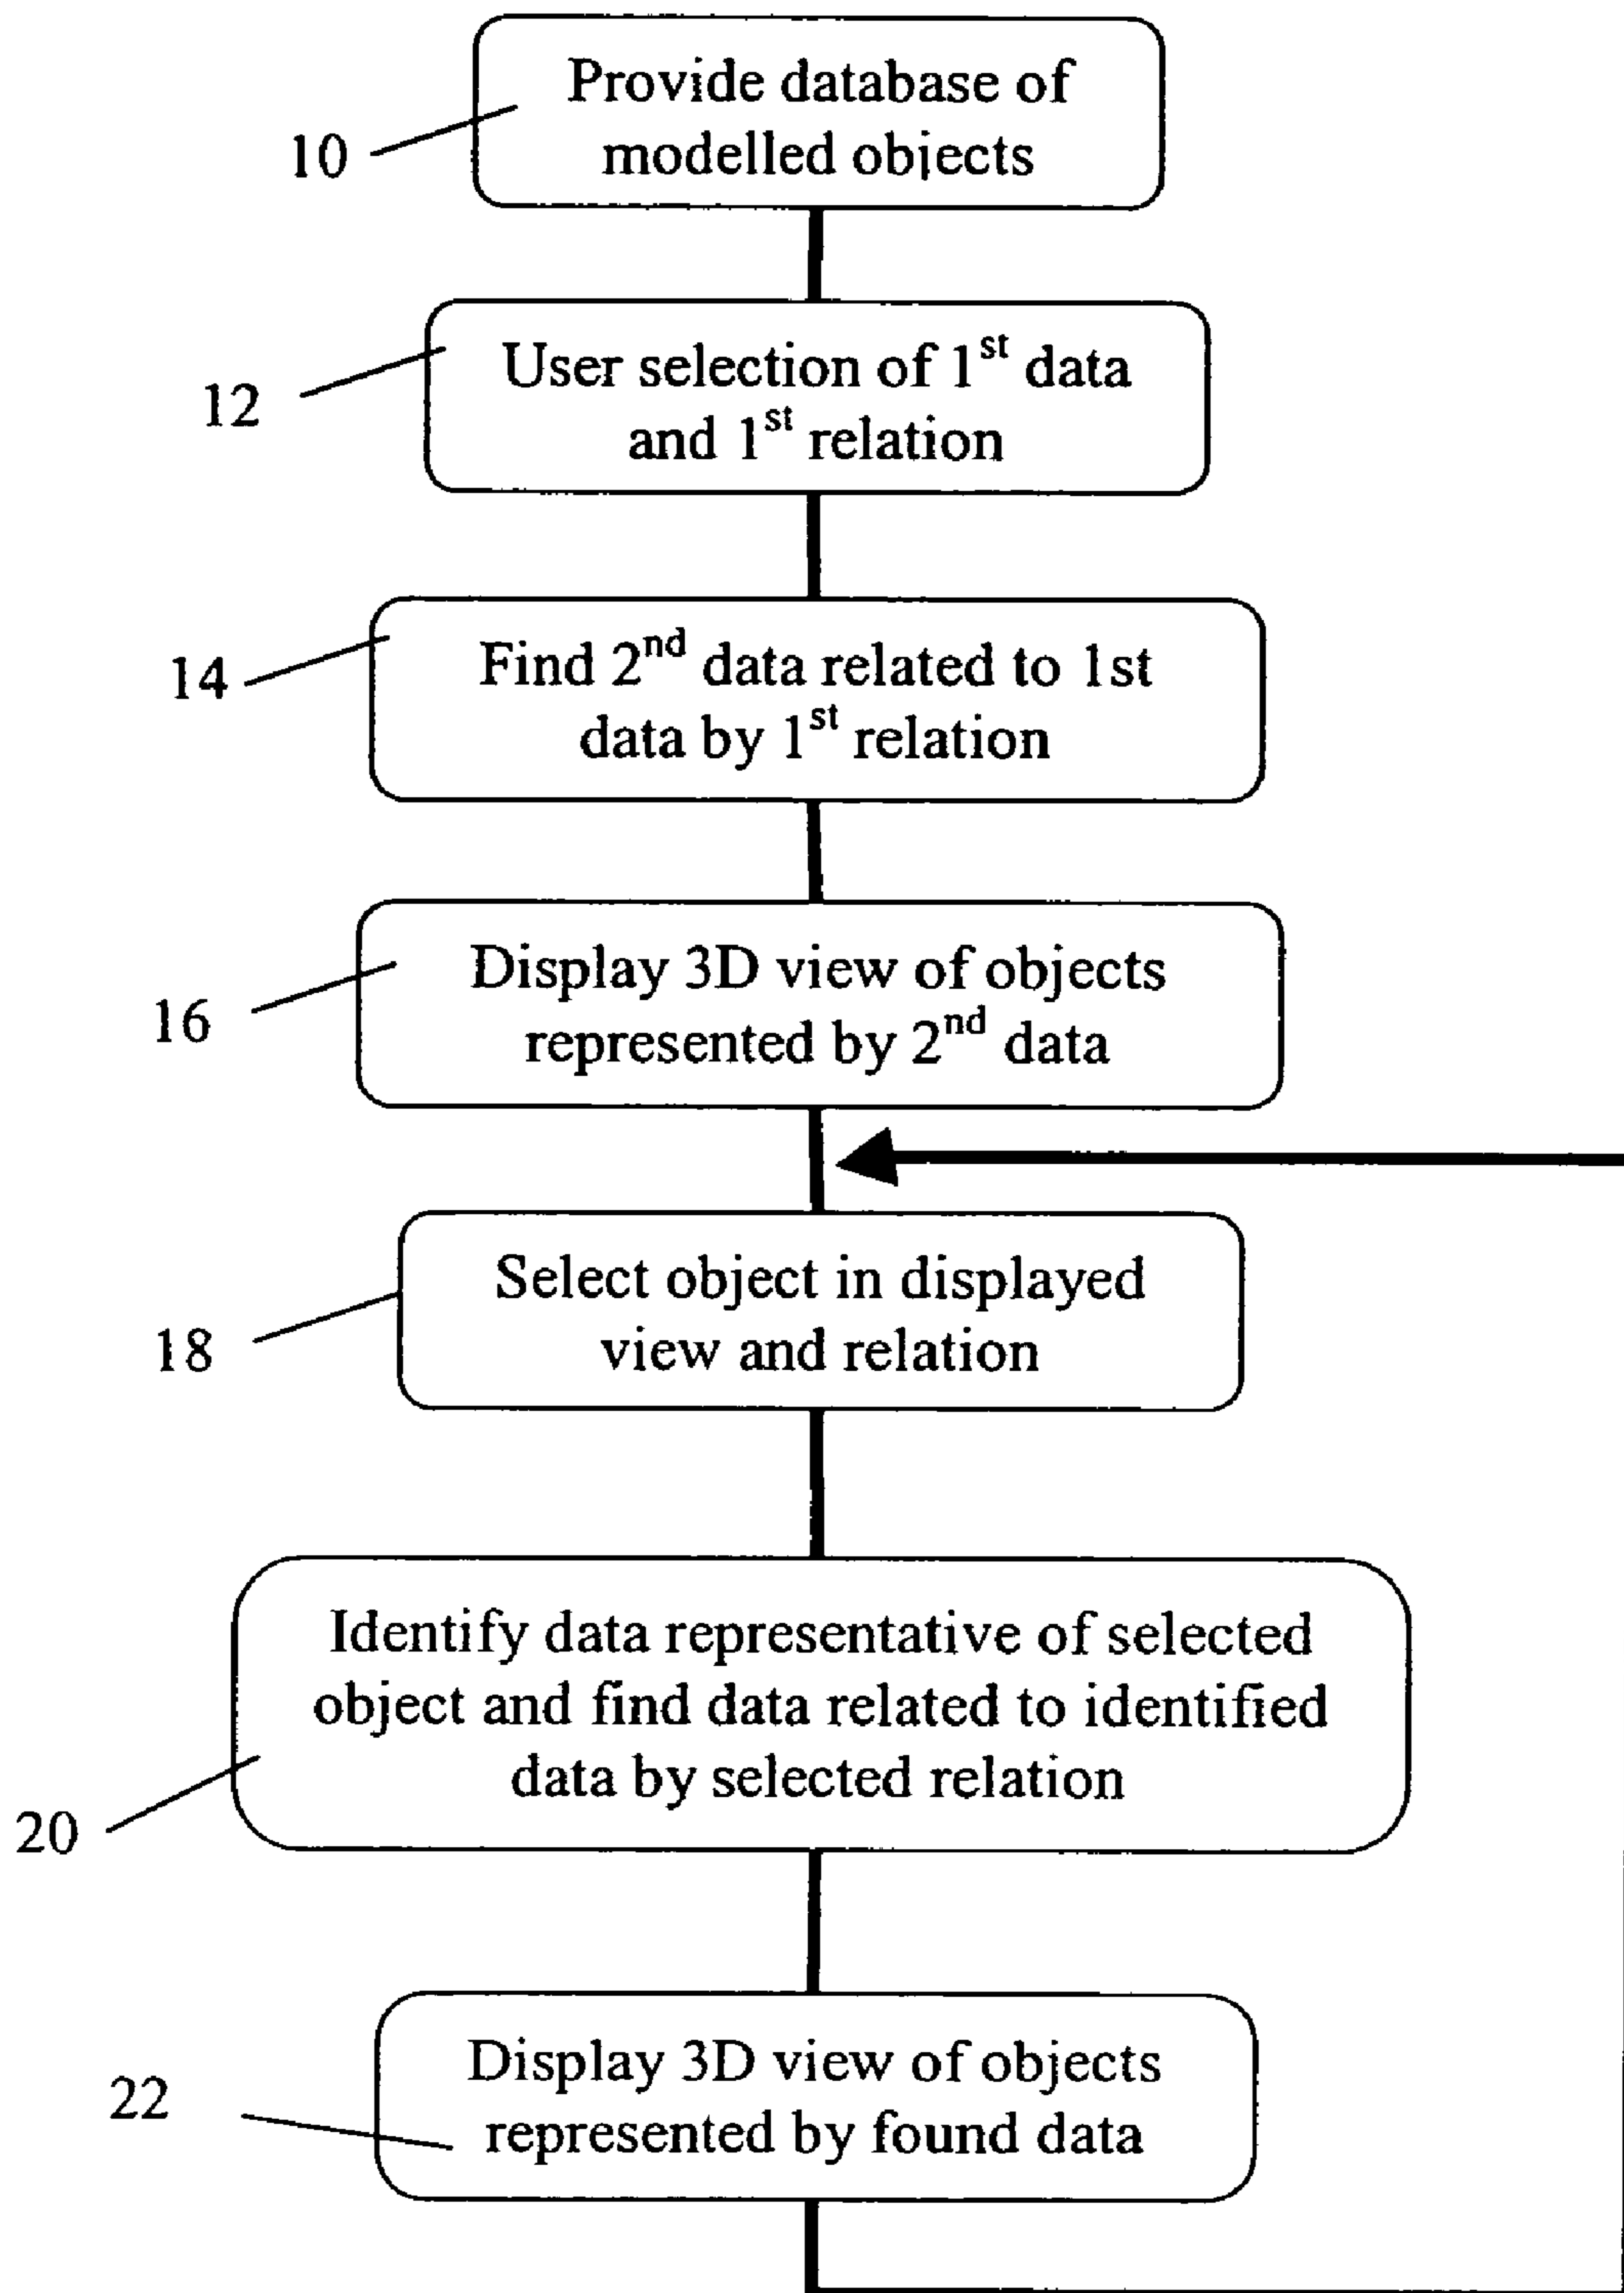 Provide database of
modelled objects
10
User selection of 1st data
and 1st relation
12
Find 2nd data related to 1st
data by 1st relation
14
Display 3D view of objects
represented by 2nd data
16
Select object in displayed
view and relation
18
Identify data representative of selected
object and find data related to identified
data by selected relation
20
Display 3D view of objects
represented by found data
22